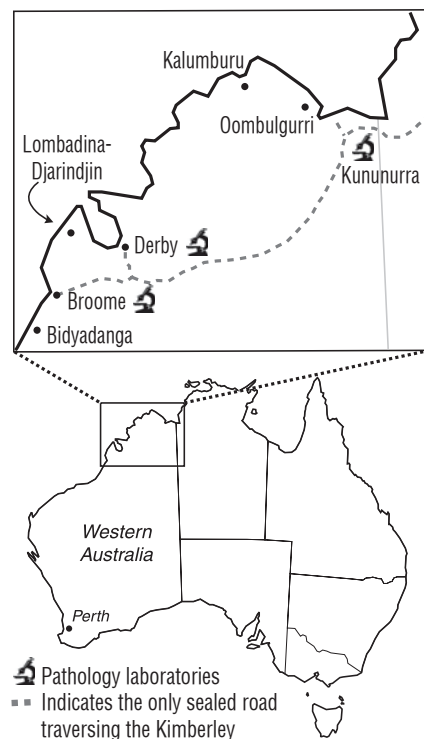 Kalumburu
Oombulgurri
Lombadina-
Djarindjin
Kununurra
Derby
Broome
Bidyadanga
Western
Australia
Perth
Pathology laboratories
Indicates the only sealed road
traversing the Kimberley